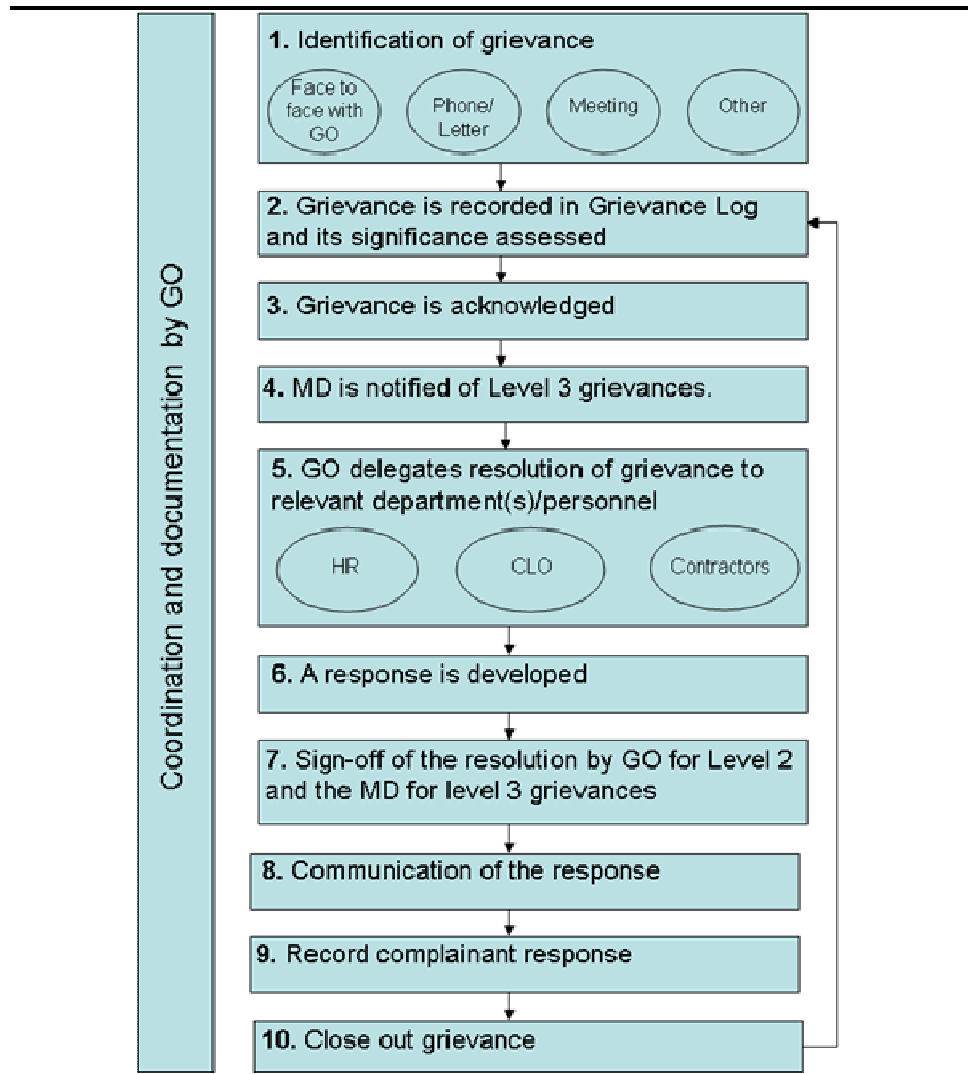 Coordination and documentation by GO
1. Identification of grievance
Face to
face with
GO
Phone/
Letter
Meeting
Other
2. Grievance is recorded in Grievance Log
and its significance assessed
3. Grievance is acknowledged
4. MD is notified of Level 3 grievances.
5. GO delegates resolution of grievance to
relevant department(s)/personnel
HR
CLO
Contractors
6. A response is developed
7. Sign-off of the resolution by GO for Level 2
and the MD for level 3 grievances
8. Communication of the response
9. Record complainant response
10. Close out grievance